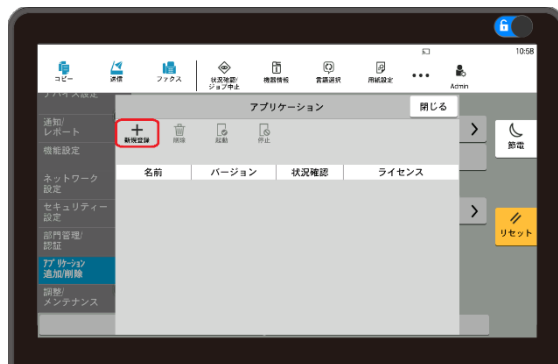 6
10:58
コピー
送信
ファクス
状況確認/
ジョブ中止
機器情報
言語選択
用紙設定
Admin
デバイス設定
アプリケーション
閉じる
通知/
レポート
新規登録
削除
起動
停止
節電
機能設定
名前
バージョン
状況確認
ライセンス
ネットワーク
設定
セキュリティー
設定
リセット
部門管理/
認証
アプリケーション
追加/削除
調整/
メンテナンス